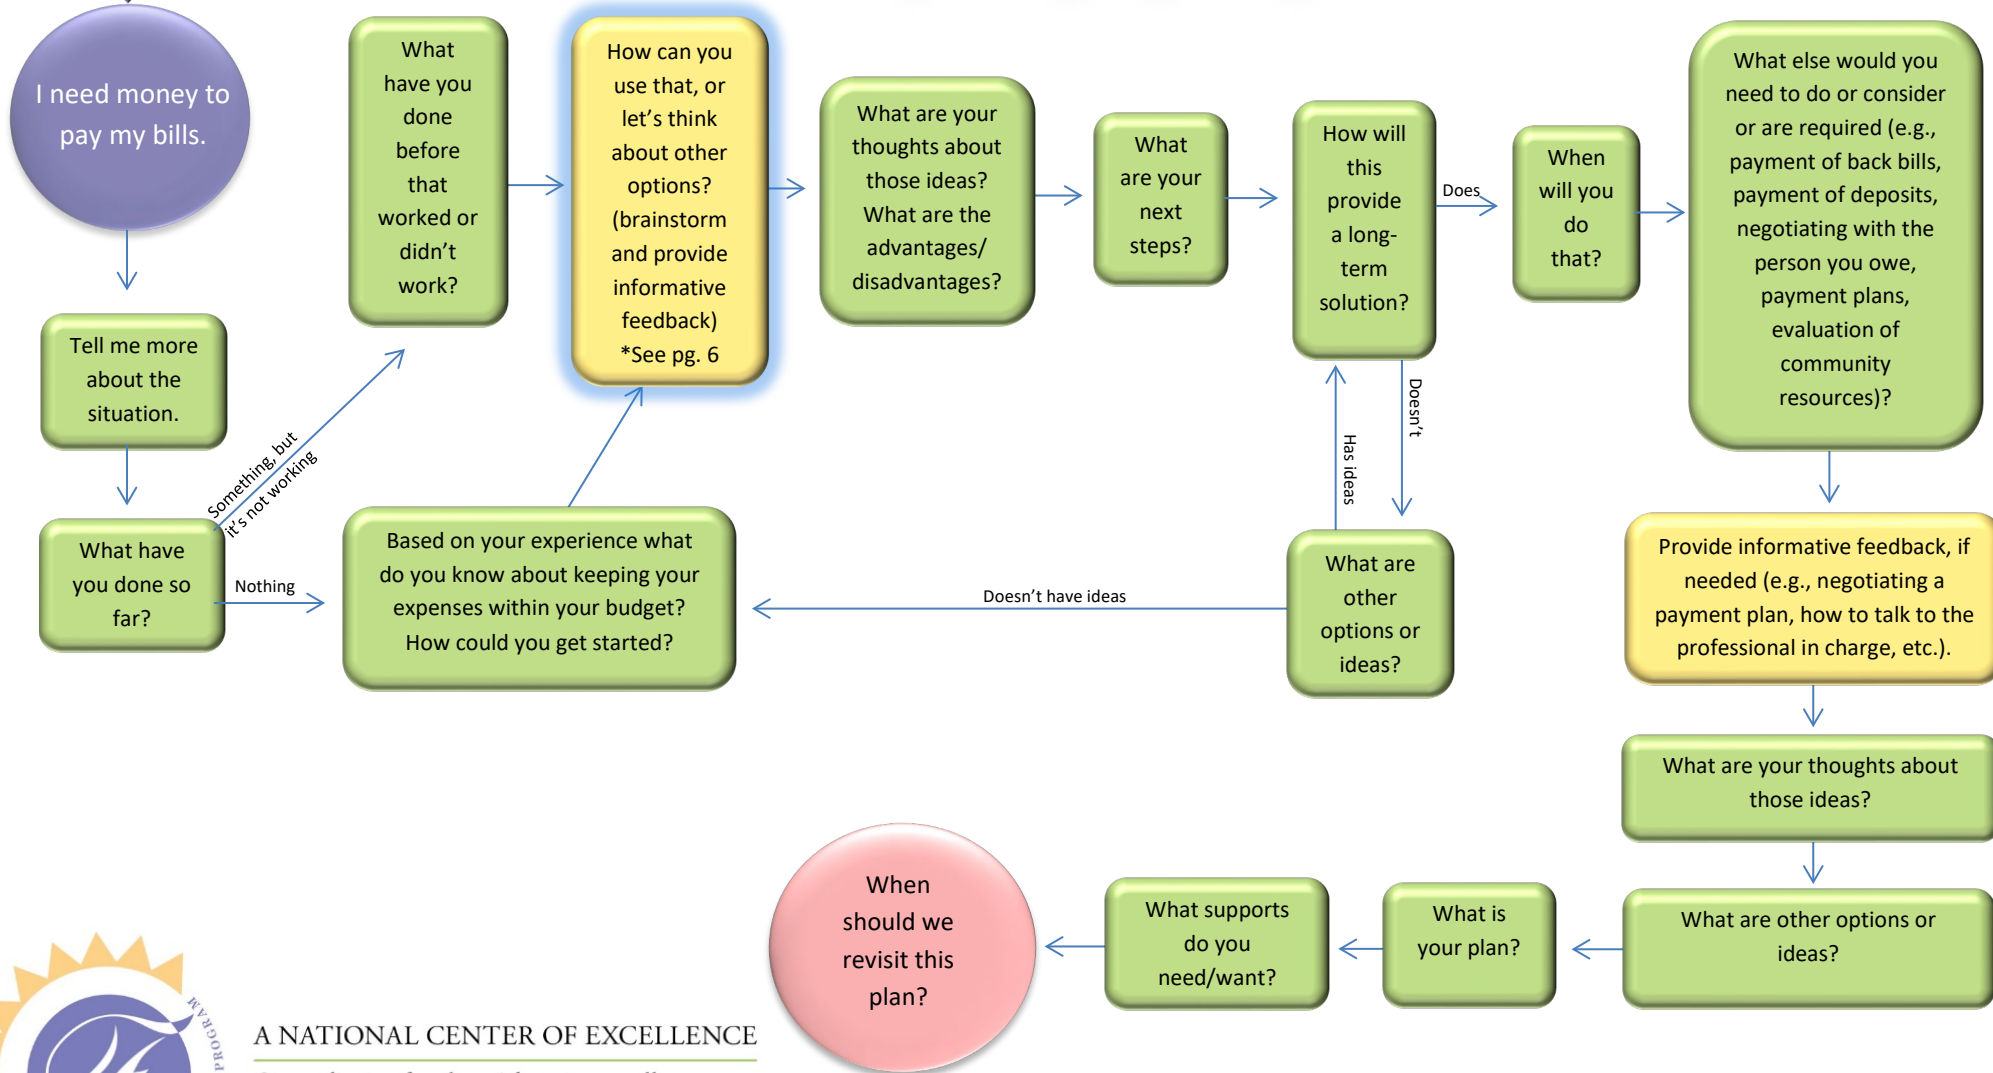 I need money to
pay my bills.
Tell me more
about the
situation.
What have
you done so
far?
Something, but
it's not working
Nothing
What
have you
done
before
that
worked or
didn't
work?
Based on your experience what
do you know about keeping your
expenses within your budget?
How could you get started?
How can you
use that, or
let's think
about other
options?
(brainstorm
and provide
informative
feedback)
*See pg. 6
What are your
thoughts about
those ideas?
What are the
advantages/
disadvantages?
What
are your
next
steps?
How will
this
provide
a long-
term
solution?
Does
Doesn't
Has ideas
What are
other
options or
ideas?
Doesn't have ideas
When
will you
do
that?
What else would you
need to do or consider
or are required (e.g.,
payment of back bills,
payment of deposits,
negotiating with the
person you owe,
payment plans,
evaluation of
community
resources)?
Provide informative feedback, if
needed (e.g., negotiating a
payment plan, how to talk to the
professional in charge, etc.).
What are your thoughts about
those ideas?
What are other options or
ideas?
What is
your plan?
What supports
do you
need/want?
When
should we
revisit this
plan?
PROGRAM
A NATIONAL CENTER OF EXCELLENCE